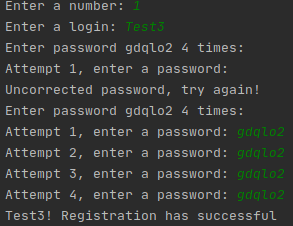 Enter a number: 1
Enter a login: Test3
Enter password gdqlo2 4 times:
Attempt 1, enter a password:
Uncorrected password, try again!
Enter password gdqlo2 4 times:
Attempt 1, enter a password: gdqlo2
Attempt 2, enter a password: gdqlo2
Attempt 3, enter a password: gdqlo2
Attempt 4, enter a password: gdqlo2
Test3! Registration has successful